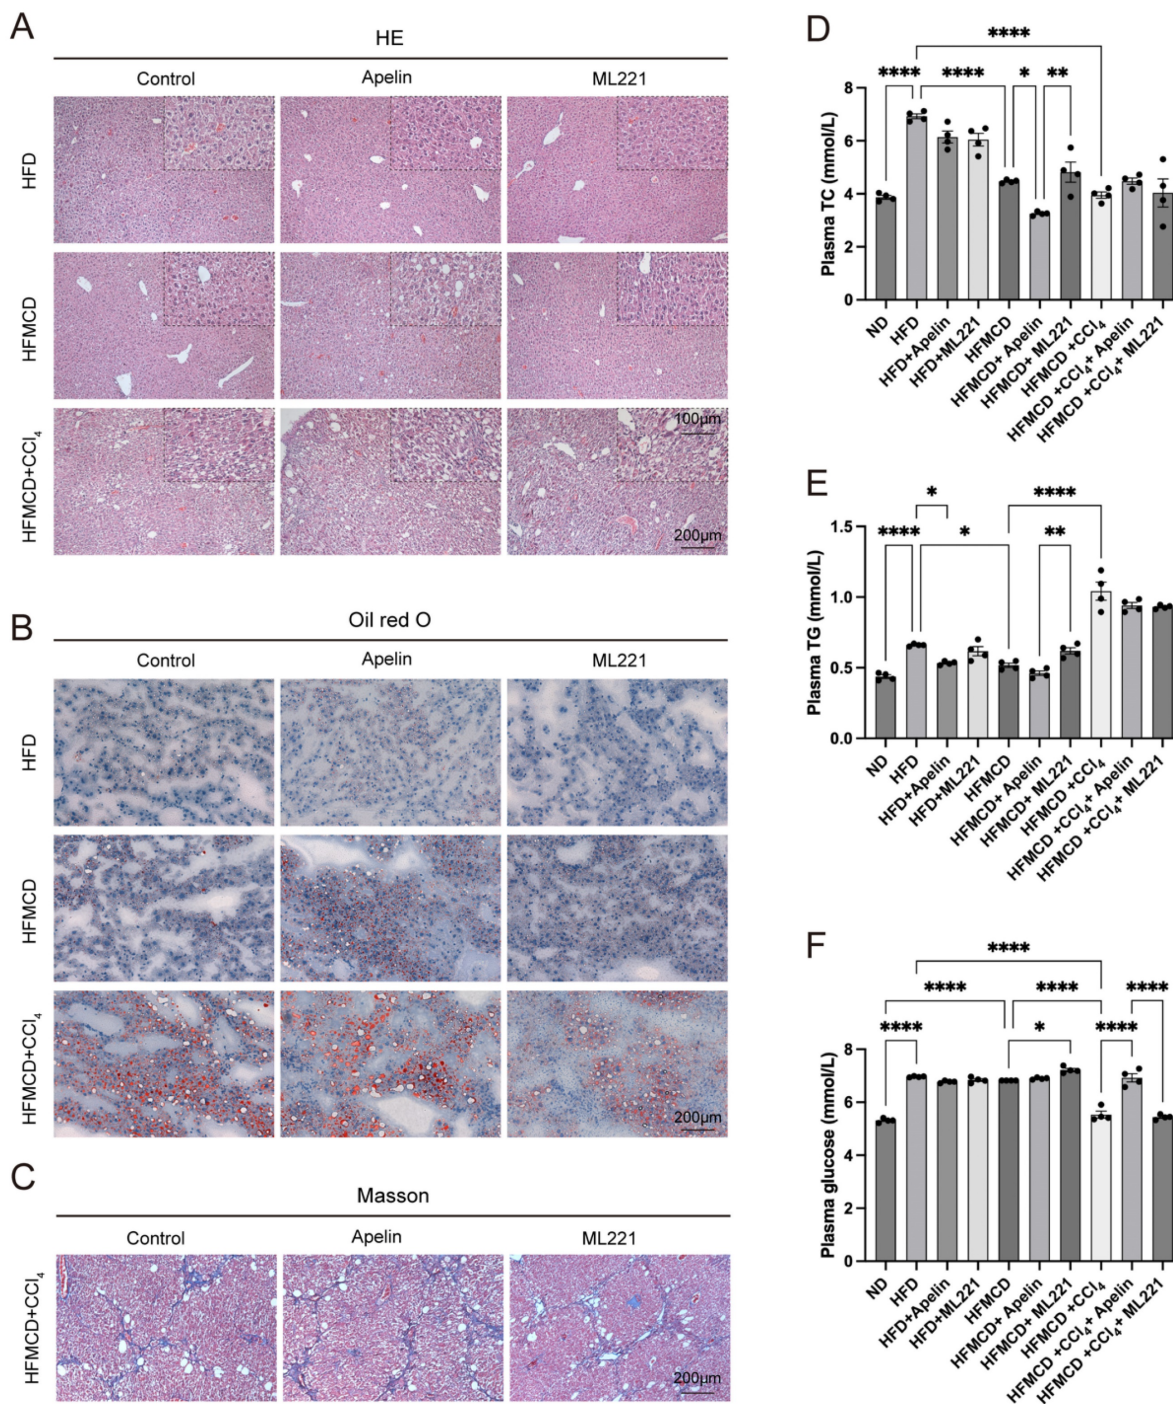 A
HE
Control Apelin ML221
HFD
HFMCD
HFMCD+CCl4
100µm
200µm
B
Oil red O
Control Apelin ML221
HFD
HFMCD
HFMCD+CCl4
200µm
C
Masson
Control Apelin ML221
HFMCD+CCl4
200µm
D
****
**** **** * **
Plasma TC (mmol/L)
8
6
4
2
0
ND
HFD
HFD+Apelin
HFD+ML221
HFMCD
HFMCD+ Apelin
HFMCD+ ML221
HFMCD +CCl4
HFMCD +CCl4+ Apelin
HFMCD +CCl4+ ML221
E
* ****
**** * **
Plasma TG (mmol/L)
1.5
1.0
0.5
0.0
ND
HFD
HFD+Apelin
HFD+ML221
HFMCD
HFMCD+ Apelin
HFMCD+ ML221
HFMCD +CCl4
HFMCD +CCl4 + Apelin
HFMCD +CCl4 + ML221
F
****
**** **** ****
**** * ****
Plasma glucose (mmol/L)
8
6
4
2
0
ND
HFD
HFD+Apelin
HFD+ML221
HFMCD
HFMCD+ Apelin
HFMCD+ ML221
HFMCD +CCl4
HFMCD +CCl4 + Apelin
HFMCD +CCl4 + ML221